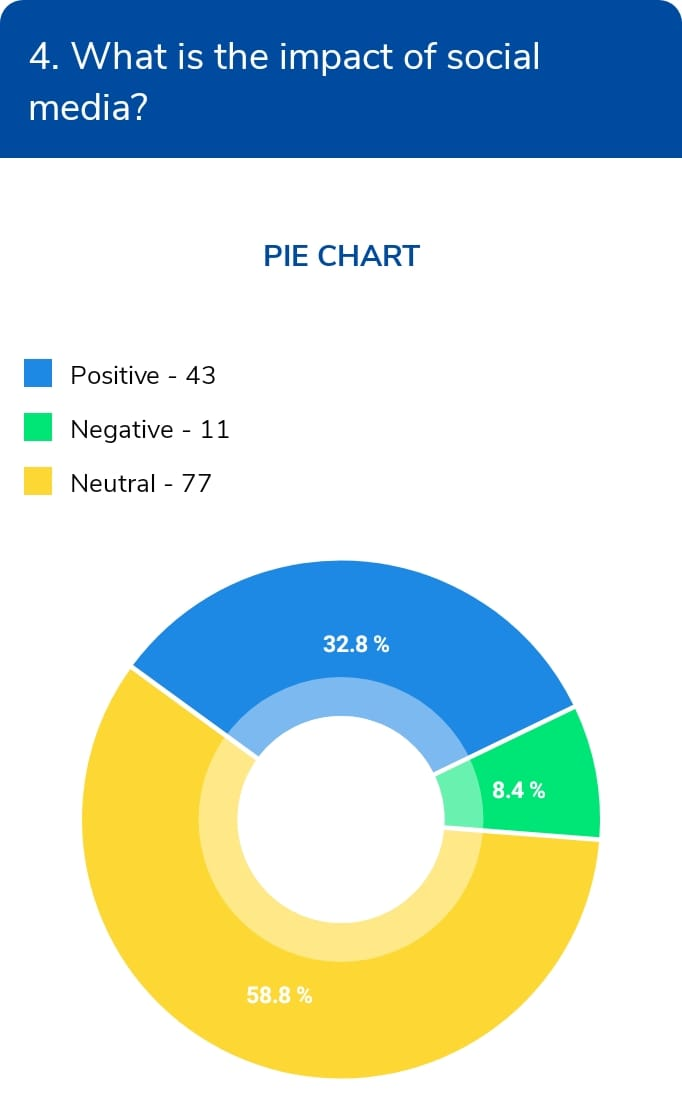 4. What is the impact of social
media?
PIE CHART
Positive - 43
Negative - 11
Neutral - 77
32.8 %
8.4 %
58.8 %